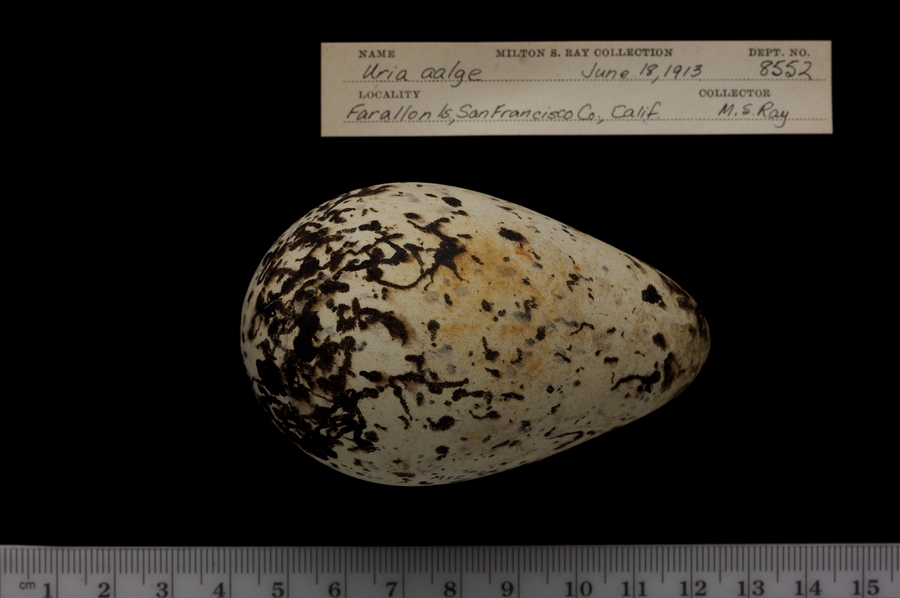 NAME MILTON S. RAY COLLECTION DEPT. NO.
Uria aalge June 18, 1913 8552
LOCALITY COLLECTOR
Farallon Is, San Francisco Co., Calif. M. S. Ray
cm 1 2 3 4 5 6 7 8 9 10 11 12 13 14 15